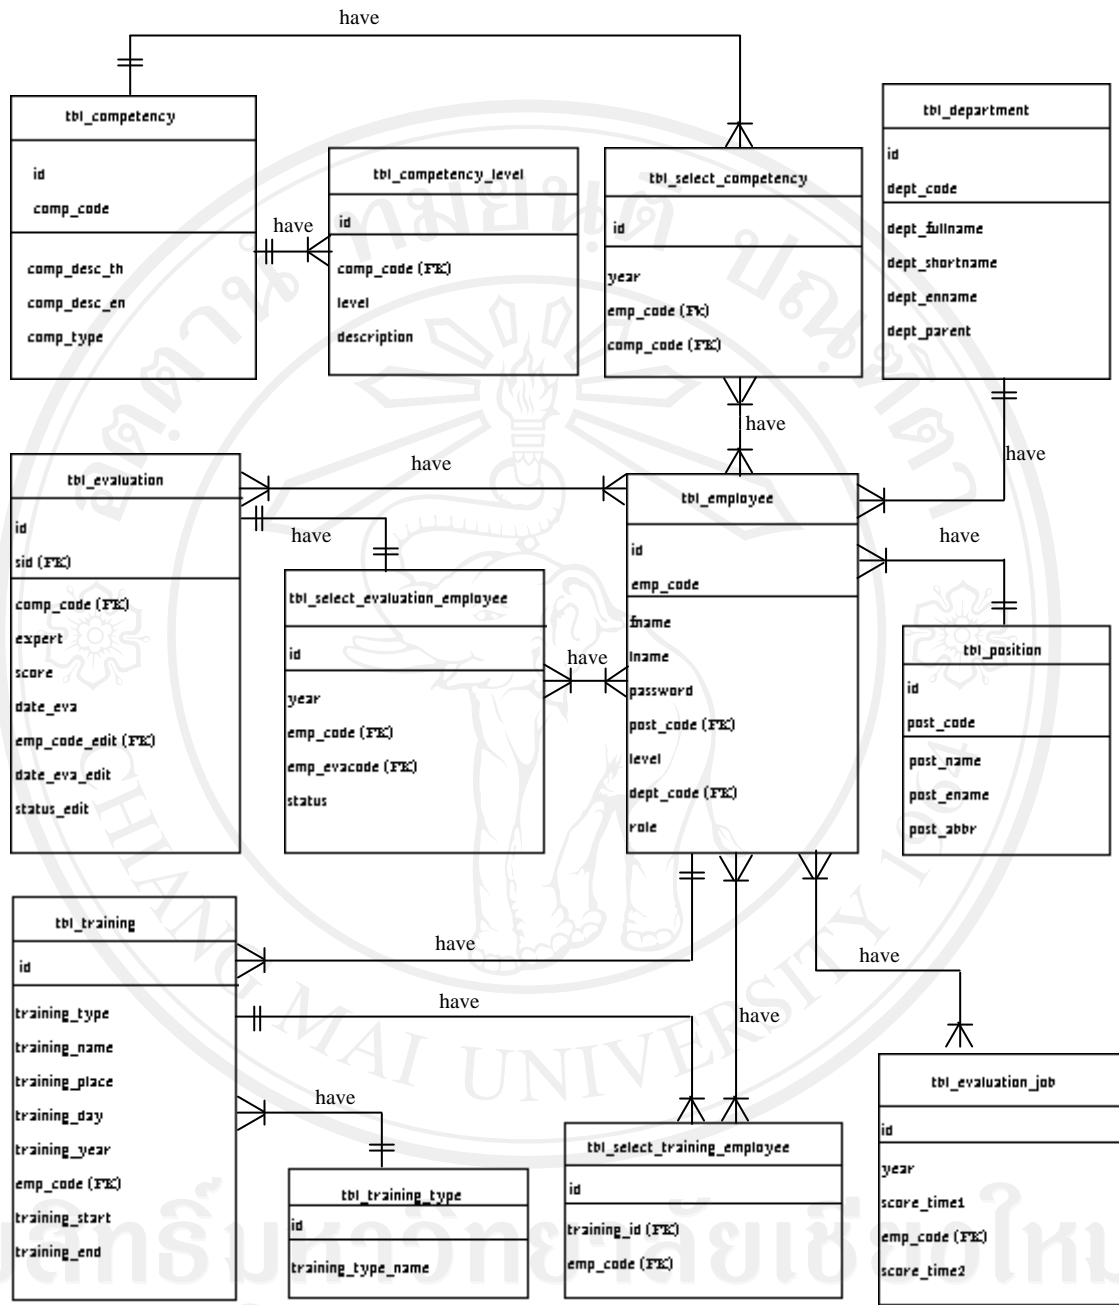 have
tbl_competency
id
comp_code
comp_desc_th
comp_desc_en
comp_type
have
tbl_competency_level
id
comp_code (FK)
level
description
tbl_select_competency
id
year
emp_code (Fk)
comp_code (FK)
tbl_department
id
dept_code
dept_fullname
dept_shortname
dept_enname
dept_parent
have
have
have
tbl_evaluation
id
sid (FK)
comp_code (FK)
expert
score
date_eva
emp_code_edit (FK)
date_eva_edit
status_edit
have
tbl_select_evaluation_employee
id
year
emp_code (FK)
emp_evacode (FK)
status
have
tbl_employee
id
emp_code
fname
lname
password
post_code (FK)
level
dept_code (FK)
role
have
tbl_position
id
post_code
post_name
post_ename
post_abbr
tbl_training
id
training_type
training_name
training_place
training_day
training_year
emp_code (FK)
training_start
training_end
have
have
have
have
have
tbl_training_type
id
training_type_name
tbl_select_training_employee
id
training_id (FK)
emp_code (FK)
tbl_evaluation_job
id
year
score_time1
emp_code (FK)
score_time2
CHIANG MAI UNIVERSITY 1964